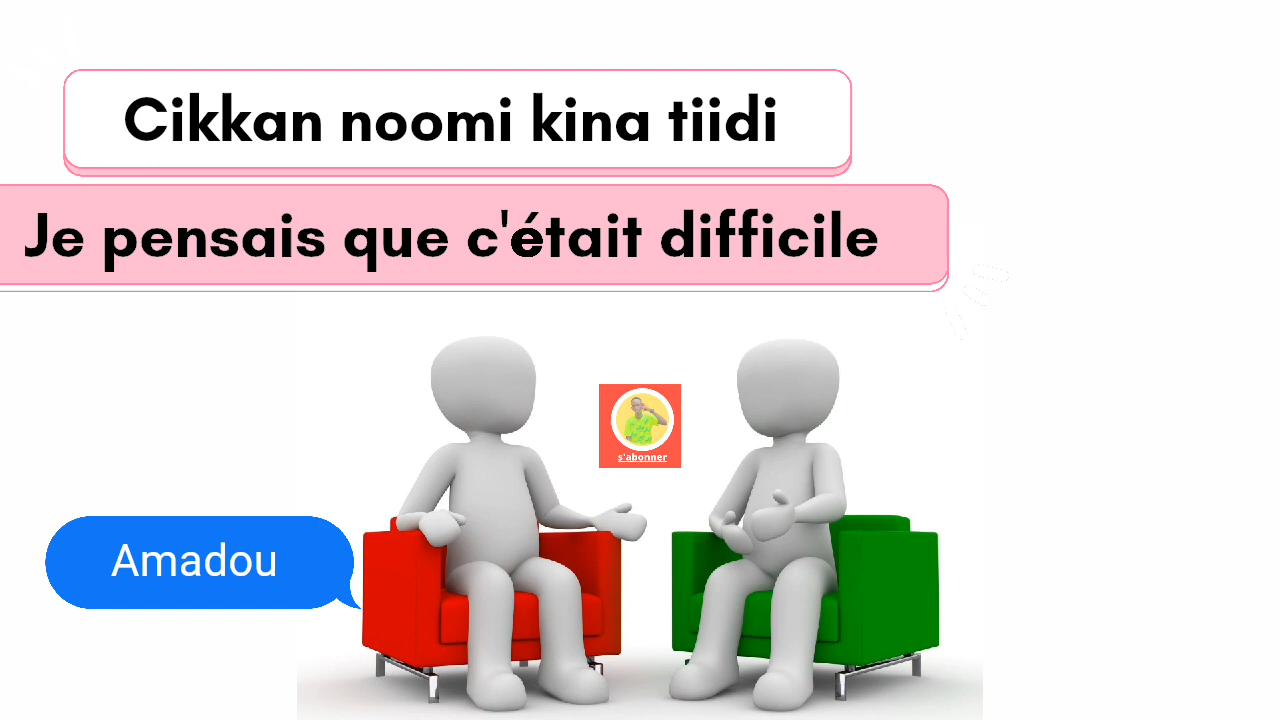 Cikkan noomi kina tiidi
Je pensais que c'était difficile
s'abonner
Amadou